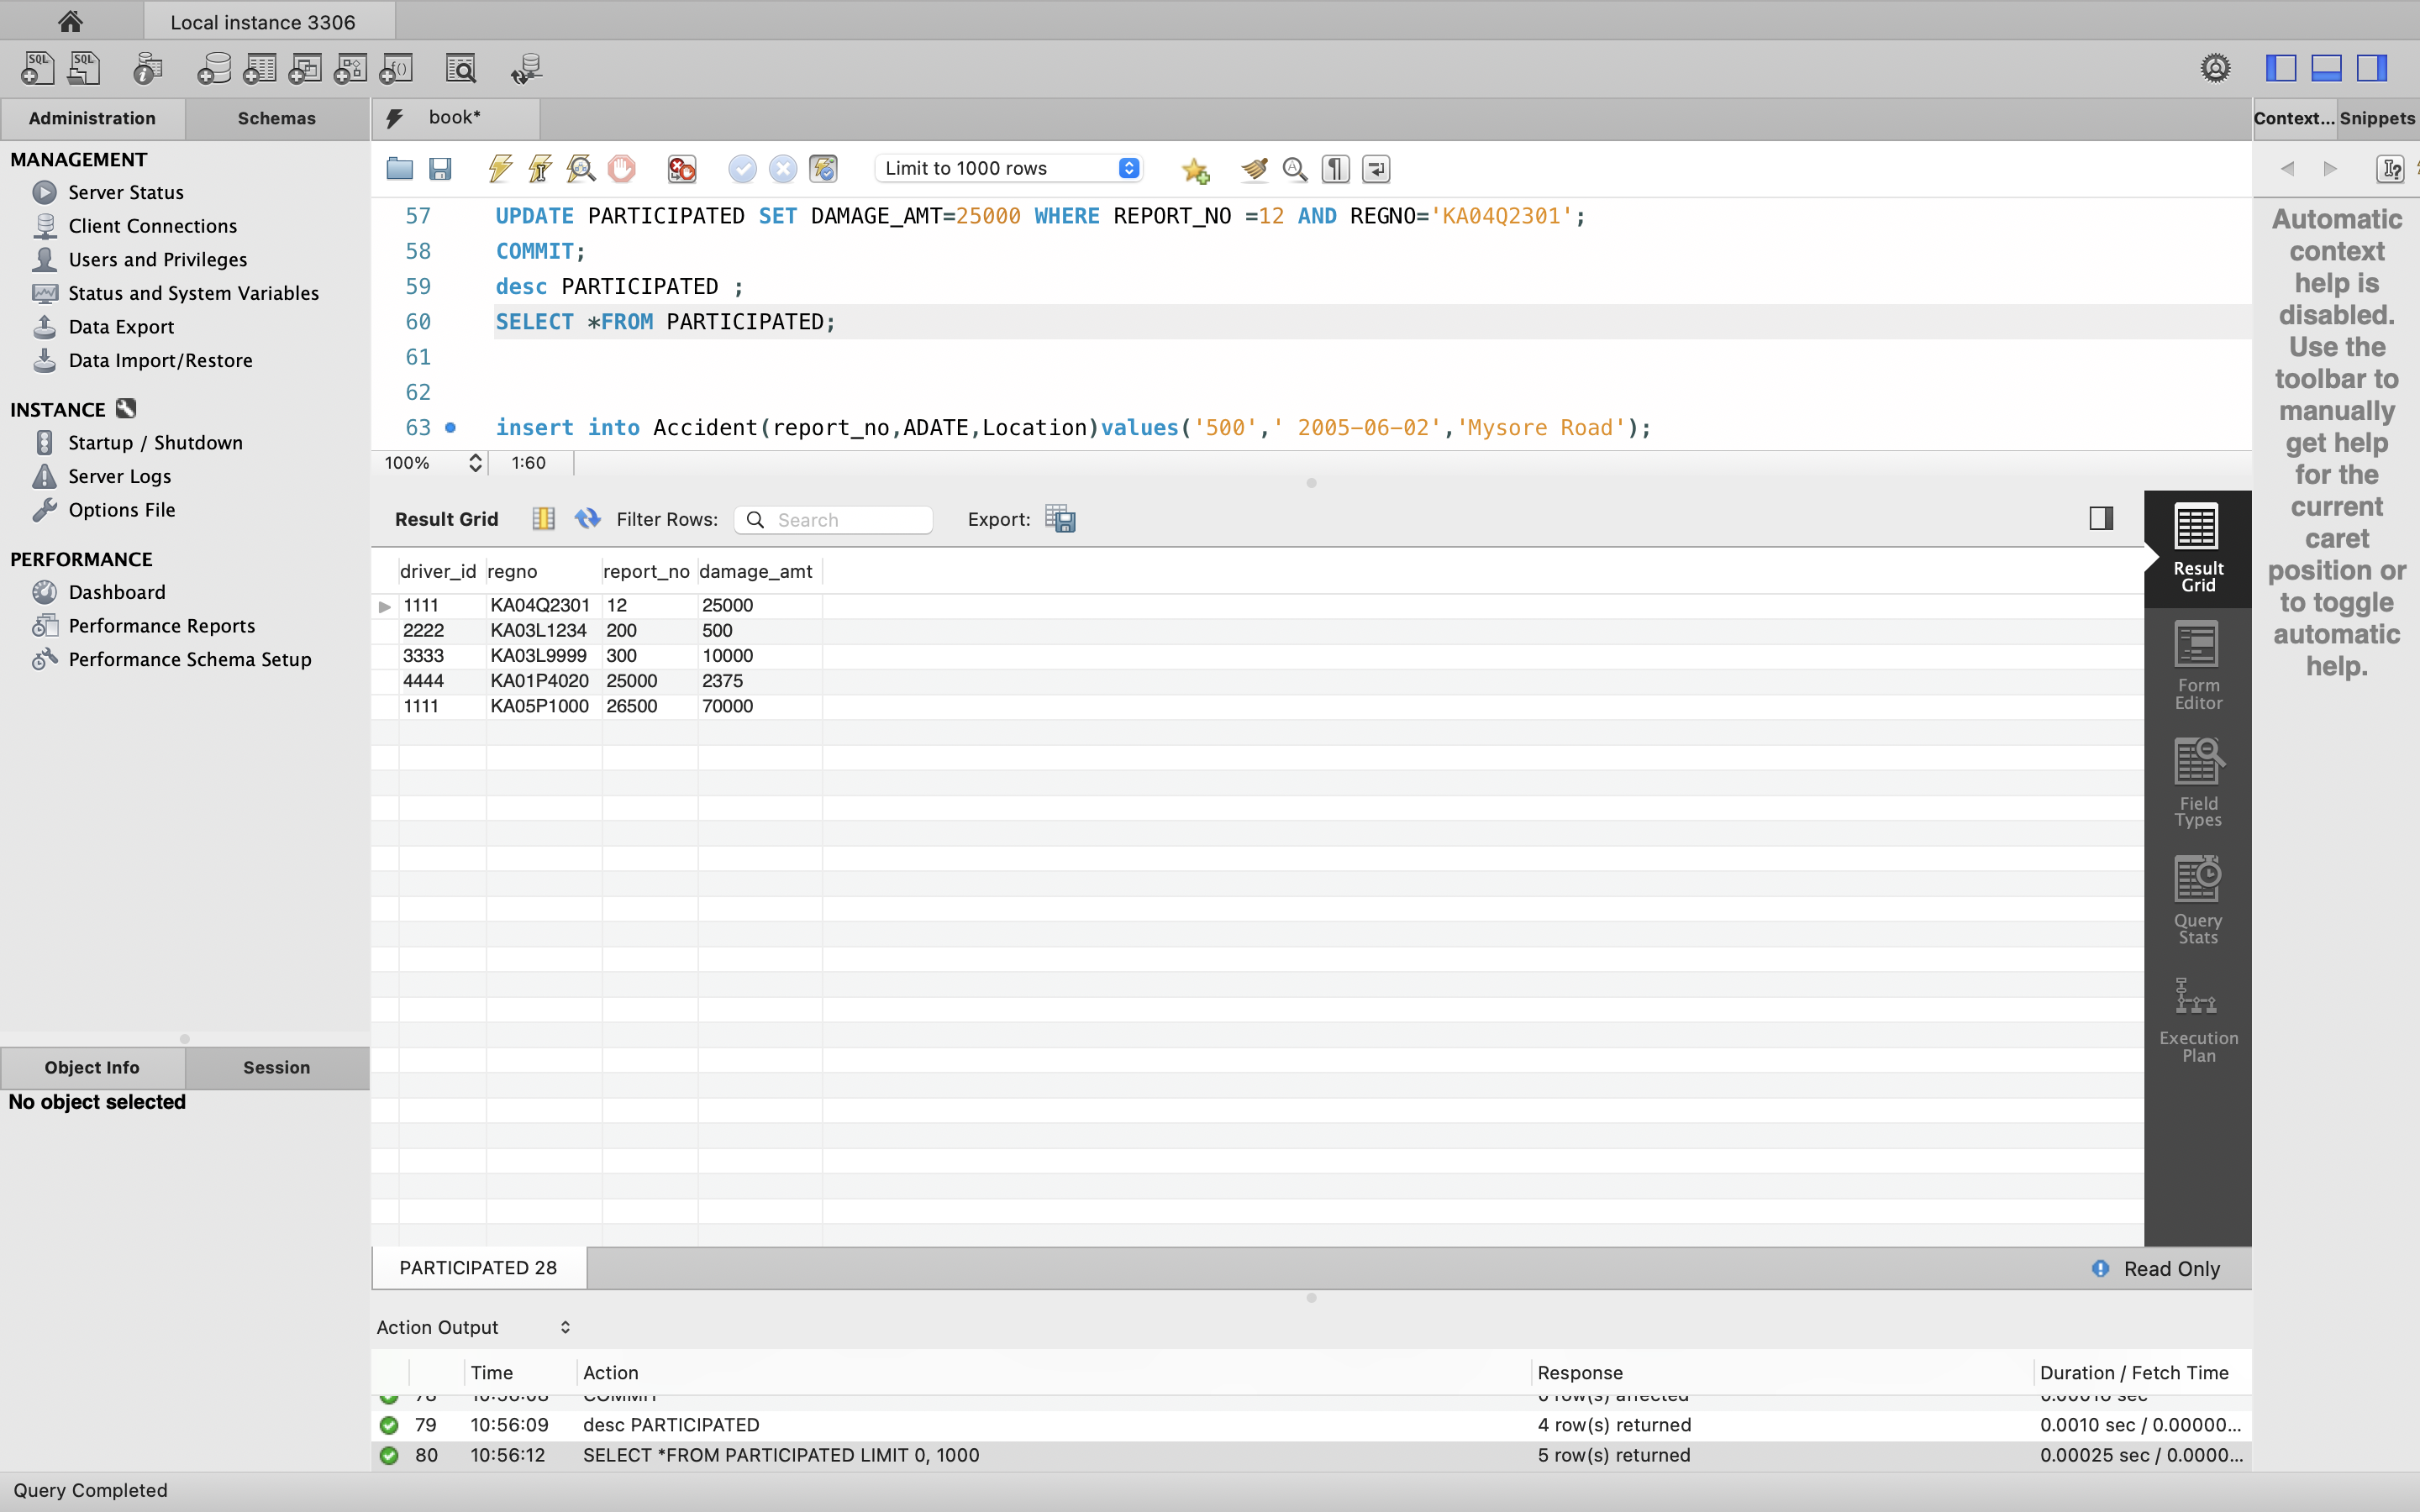 Local instance 3306
Administration
Schemas
book*
Context...
Snippets
MANAGEMENT
Server Status
Client Connections
Users and Privileges
Status and System Variables
Data Export
Data Import/Restore
INSTANCE
Startup / Shutdown
Server Logs
Options File
PERFORMANCE
Dashboard
Performance Reports
Performance Schema Setup
Object Info
Session
No object selected
Limit to 1000 rows
57 UPDATE PARTICIPATED SET DAMAGE_AMT=25000 WHERE REPORT_NO =12 AND REGNO='KA04Q2301';
58 COMMIT;
59 desc PARTICIPATED ;
60 SELECT *FROM PARTICIPATED;
61
62
63 insert into Accident(report_no,ADATE,Location)values('500',' 2005-06-02','Mysore Road');
100% 1:60
Result Grid Filter Rows: Search Export:
driver_id regno report_no damage_amt
1111 KA04Q2301 12 25000
2222 KA03L1234 200 500
3333 KA03L9999 300 10000
4444 KA01P4020 25000 2375
1111 KA05P1000 26500 70000
Result
Grid
Form
Editor
Field
Types
Query
Stats
Execution
Plan
PARTICIPATED 28
Read Only
Action Output
Time Action Response Duration / Fetch Time
78 10:56:08 COMMIT 0 row(s) affected 0.00016 sec
79 10:56:09 desc PARTICIPATED 4 row(s) returned 0.0010 sec / 0.00000...
80 10:56:12 SELECT *FROM PARTICIPATED LIMIT 0, 1000 5 row(s) returned 0.00025 sec / 0.0000...
Query Completed
Automatic
context
help is
disabled.
Use the
toolbar to
manually
get help
for the
current
caret
position or
to toggle
automatic
help.